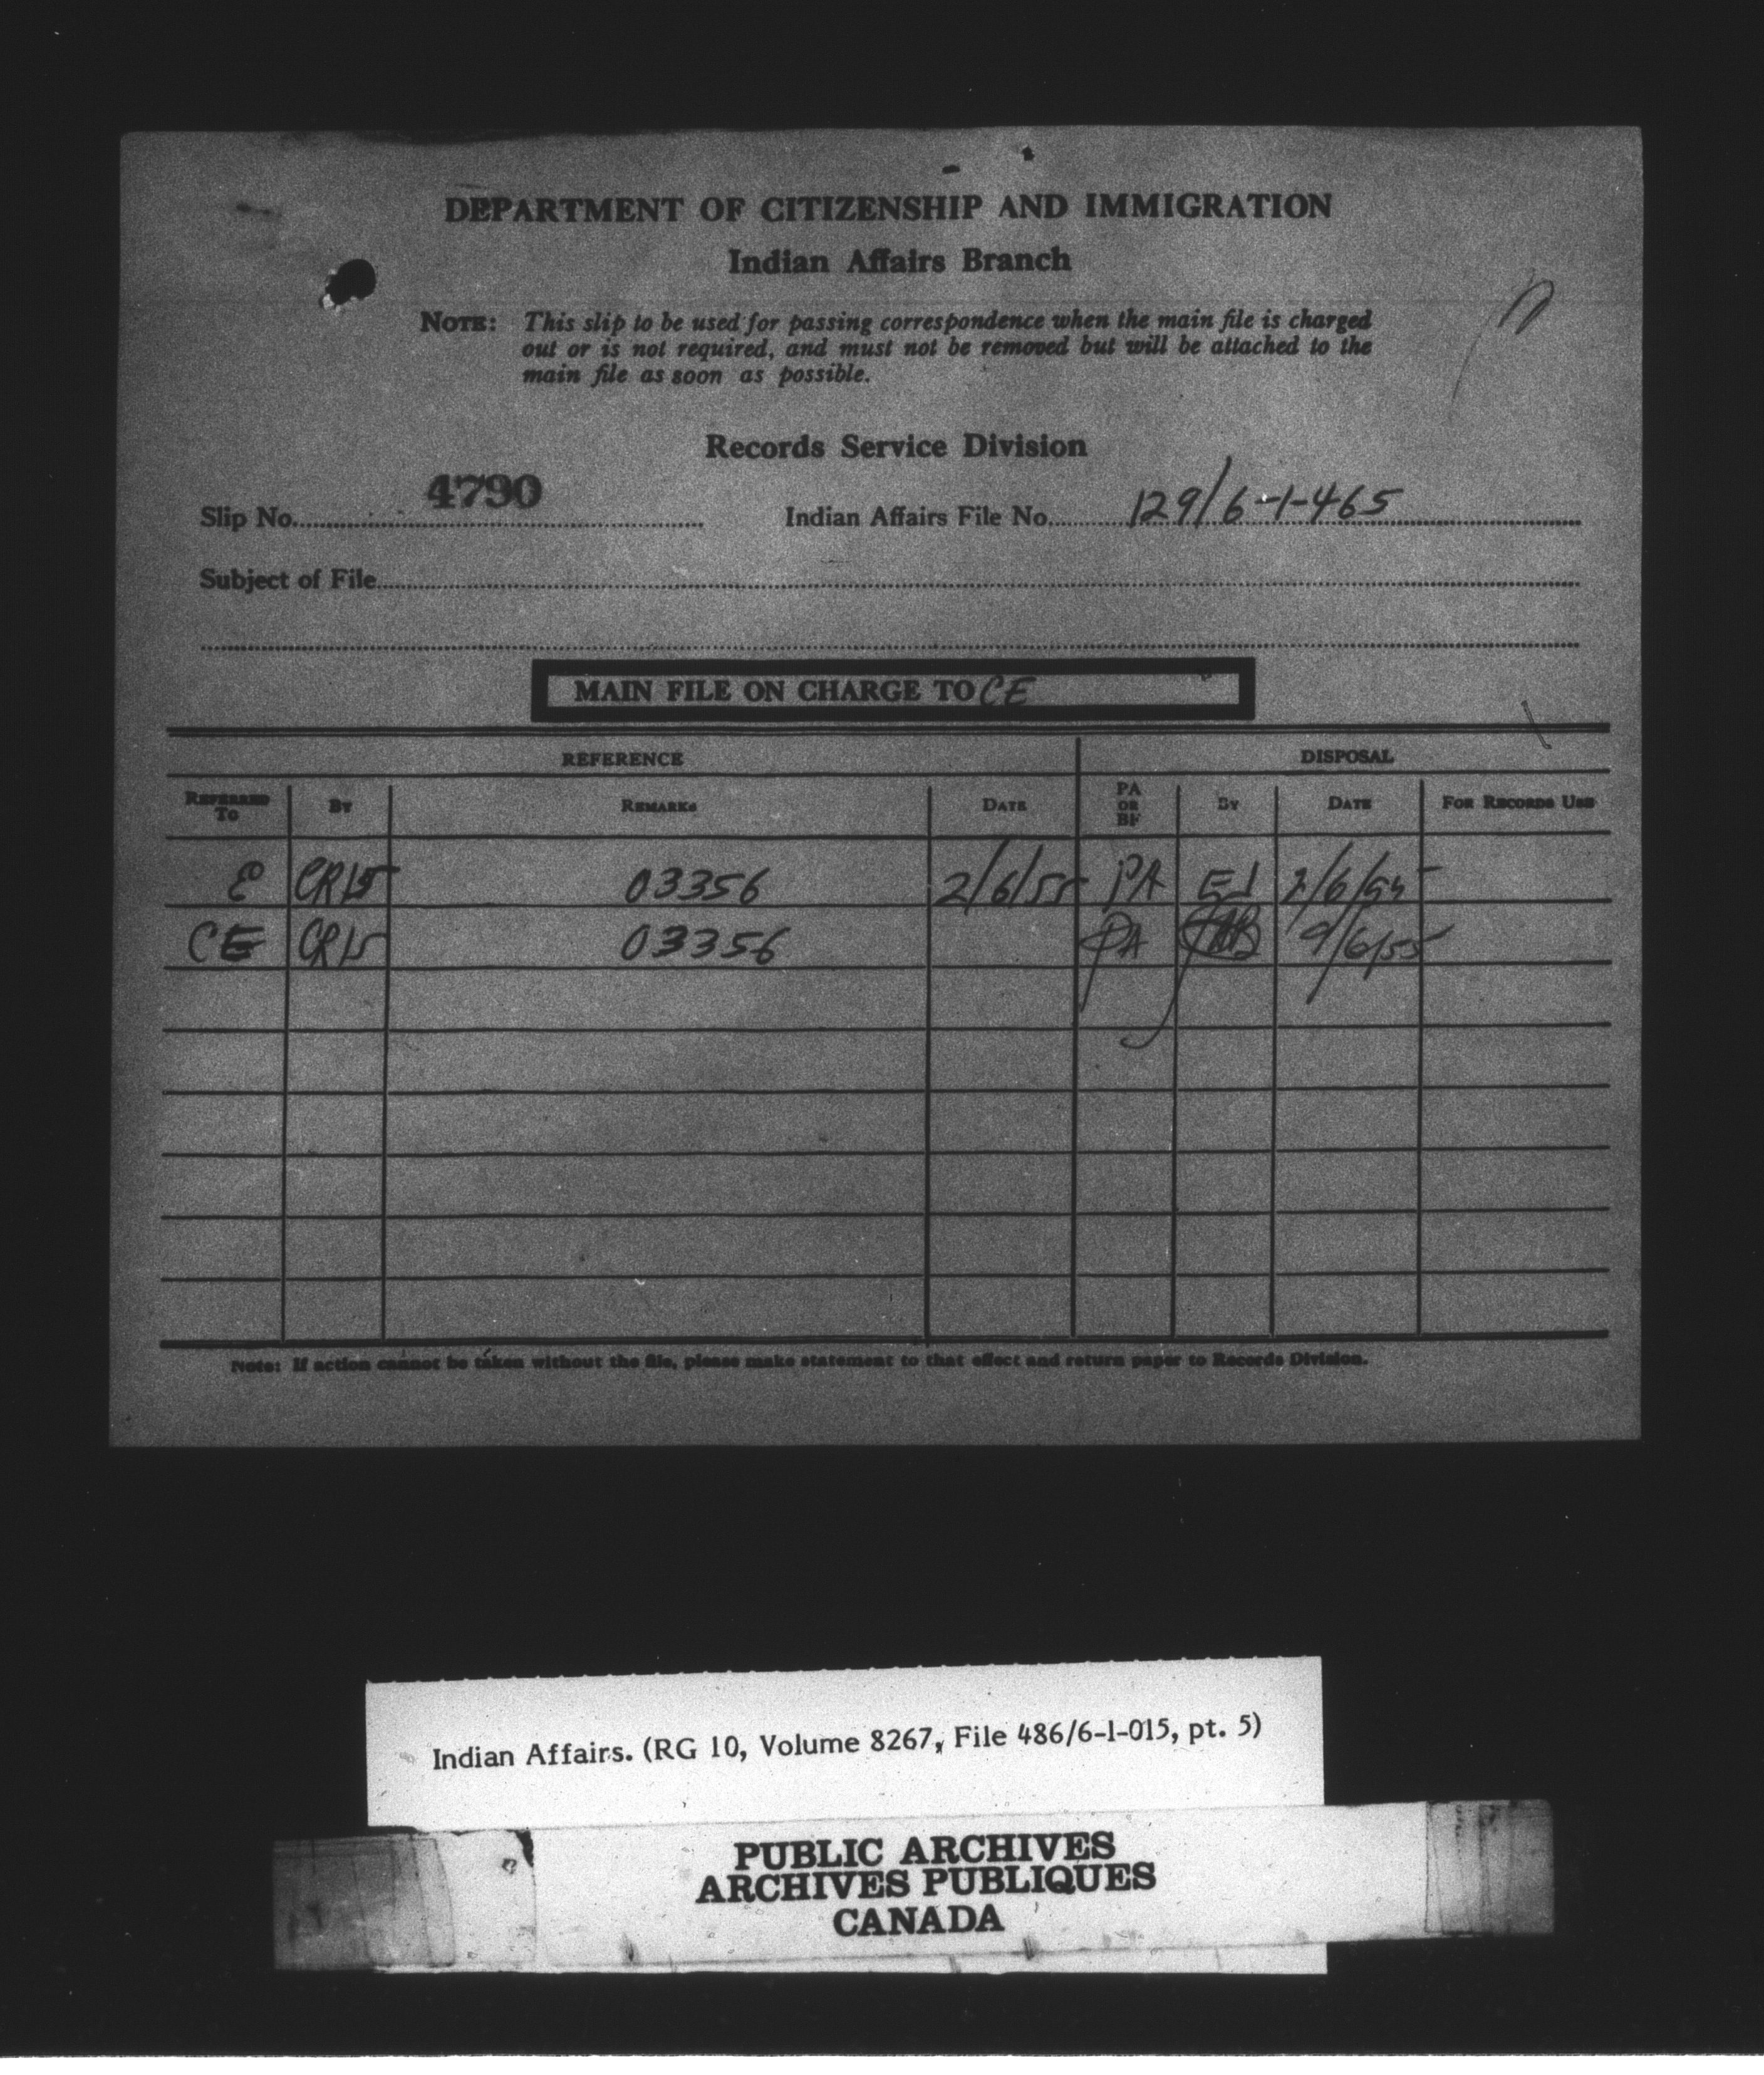 DEPARTMENT OF CITIZENSHIP AND IMMIGRATION
Indian Affairs Branch
NOTE: This slip to be used for passing correspondence when the main file is charged
out or is not required, and must not be removed but will be attached to the
main file as soon as possible.
Records Service Division
Slip No. 4790 Indian Affairs File No. 129/6-1-465
Subject of File
MAIN FILE ON CHARGE TO CE
REFERENCE DISPOSAL
REFERRED TO BY REMARKS DATE PA OR BF BY DATE FOR RECORDS USE
E CR15 03356 2/6/55 PA 2/6/55
CE CR15 03356 PA 9/6/55
Note: If action cannot be taken without the file, please make statement to that effect and return paper to Records Division.
Indian Affairs. (RG 10, Volume 8267, File 486/6-1-015, pt. 5)
PUBLIC ARCHIVES
ARCHIVES PUBLIQUES
CANADA